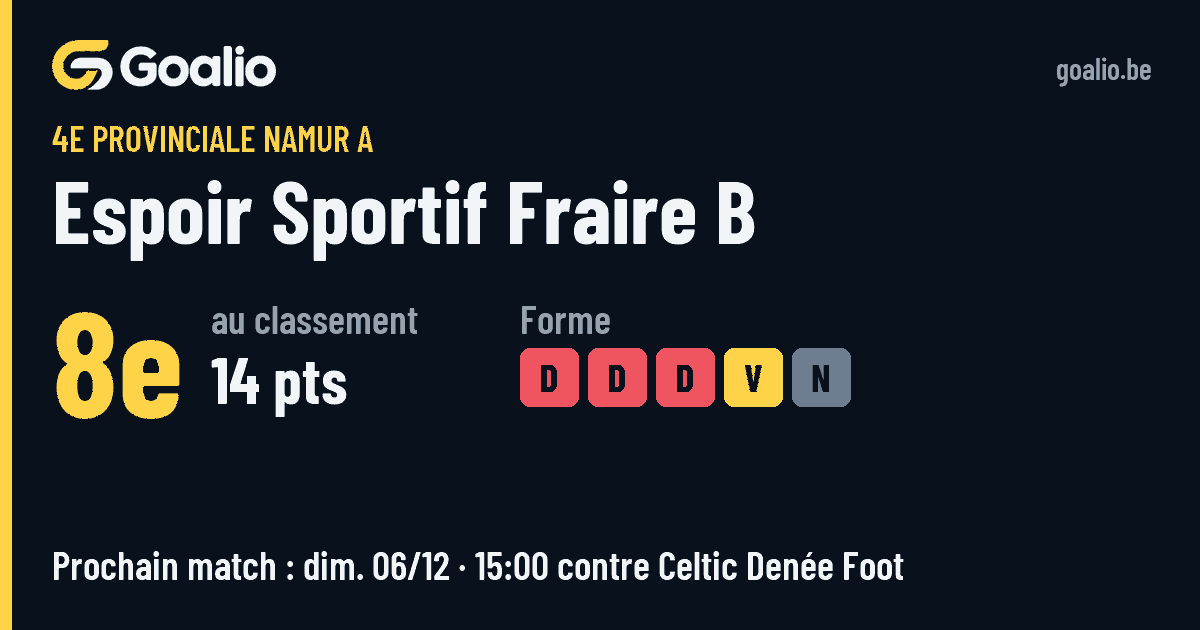 Goalio
goalio.be
4E PROVINCIALE NAMUR A
Espoir Sportif Fraire B
8e
au classement
14 pts
Forme
D D D V N
Prochain match : dim. 06/12 · 15:00 contre Celtic Denée Foot